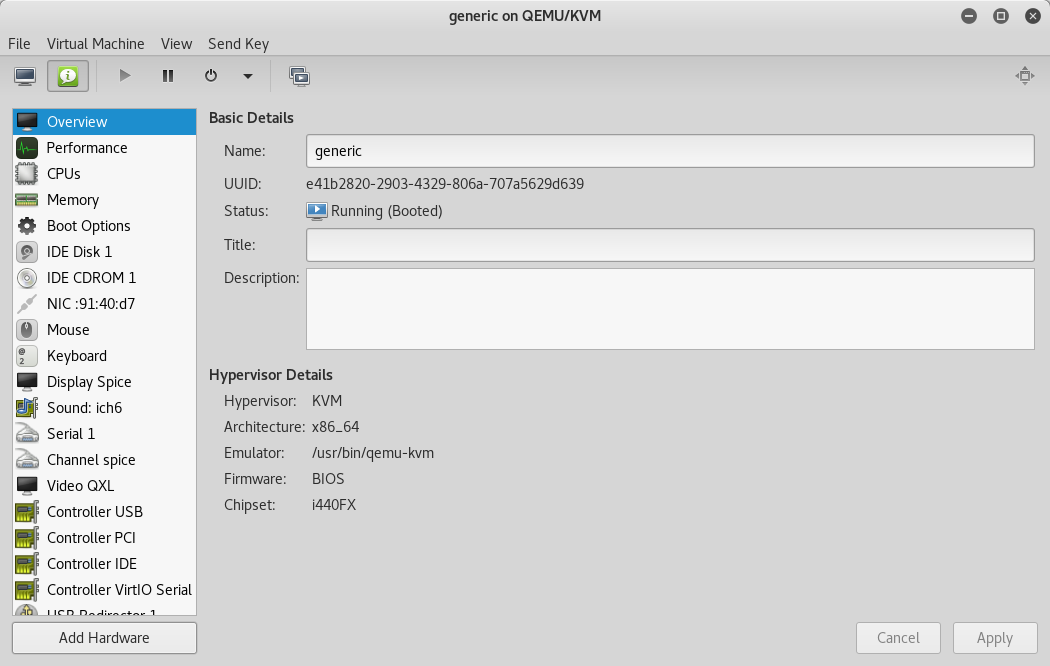 generic on QEMU/KVM
File Virtual Machine View Send Key
Overview
Performance
CPUs
Memory
Boot Options
IDE Disk 1
IDE CDROM 1
NIC :91:40:d7
Mouse
Keyboard
Display Spice
Sound: ich6
Serial 1
Channel spice
Video QXL
Controller USB
Controller PCI
Controller IDE
Controller VirtIO Serial
USB Redirector 1
Add Hardware
Basic Details
Name: generic
UUID: e41b2820-2903-4329-806a-707a5629d639
Status: Running (Booted)
Title:
Description:
Hypervisor Details
Hypervisor: KVM
Architecture: x86_64
Emulator: /usr/bin/qemu-kvm
Firmware: BIOS
Chipset: i440FX
Cancel Apply